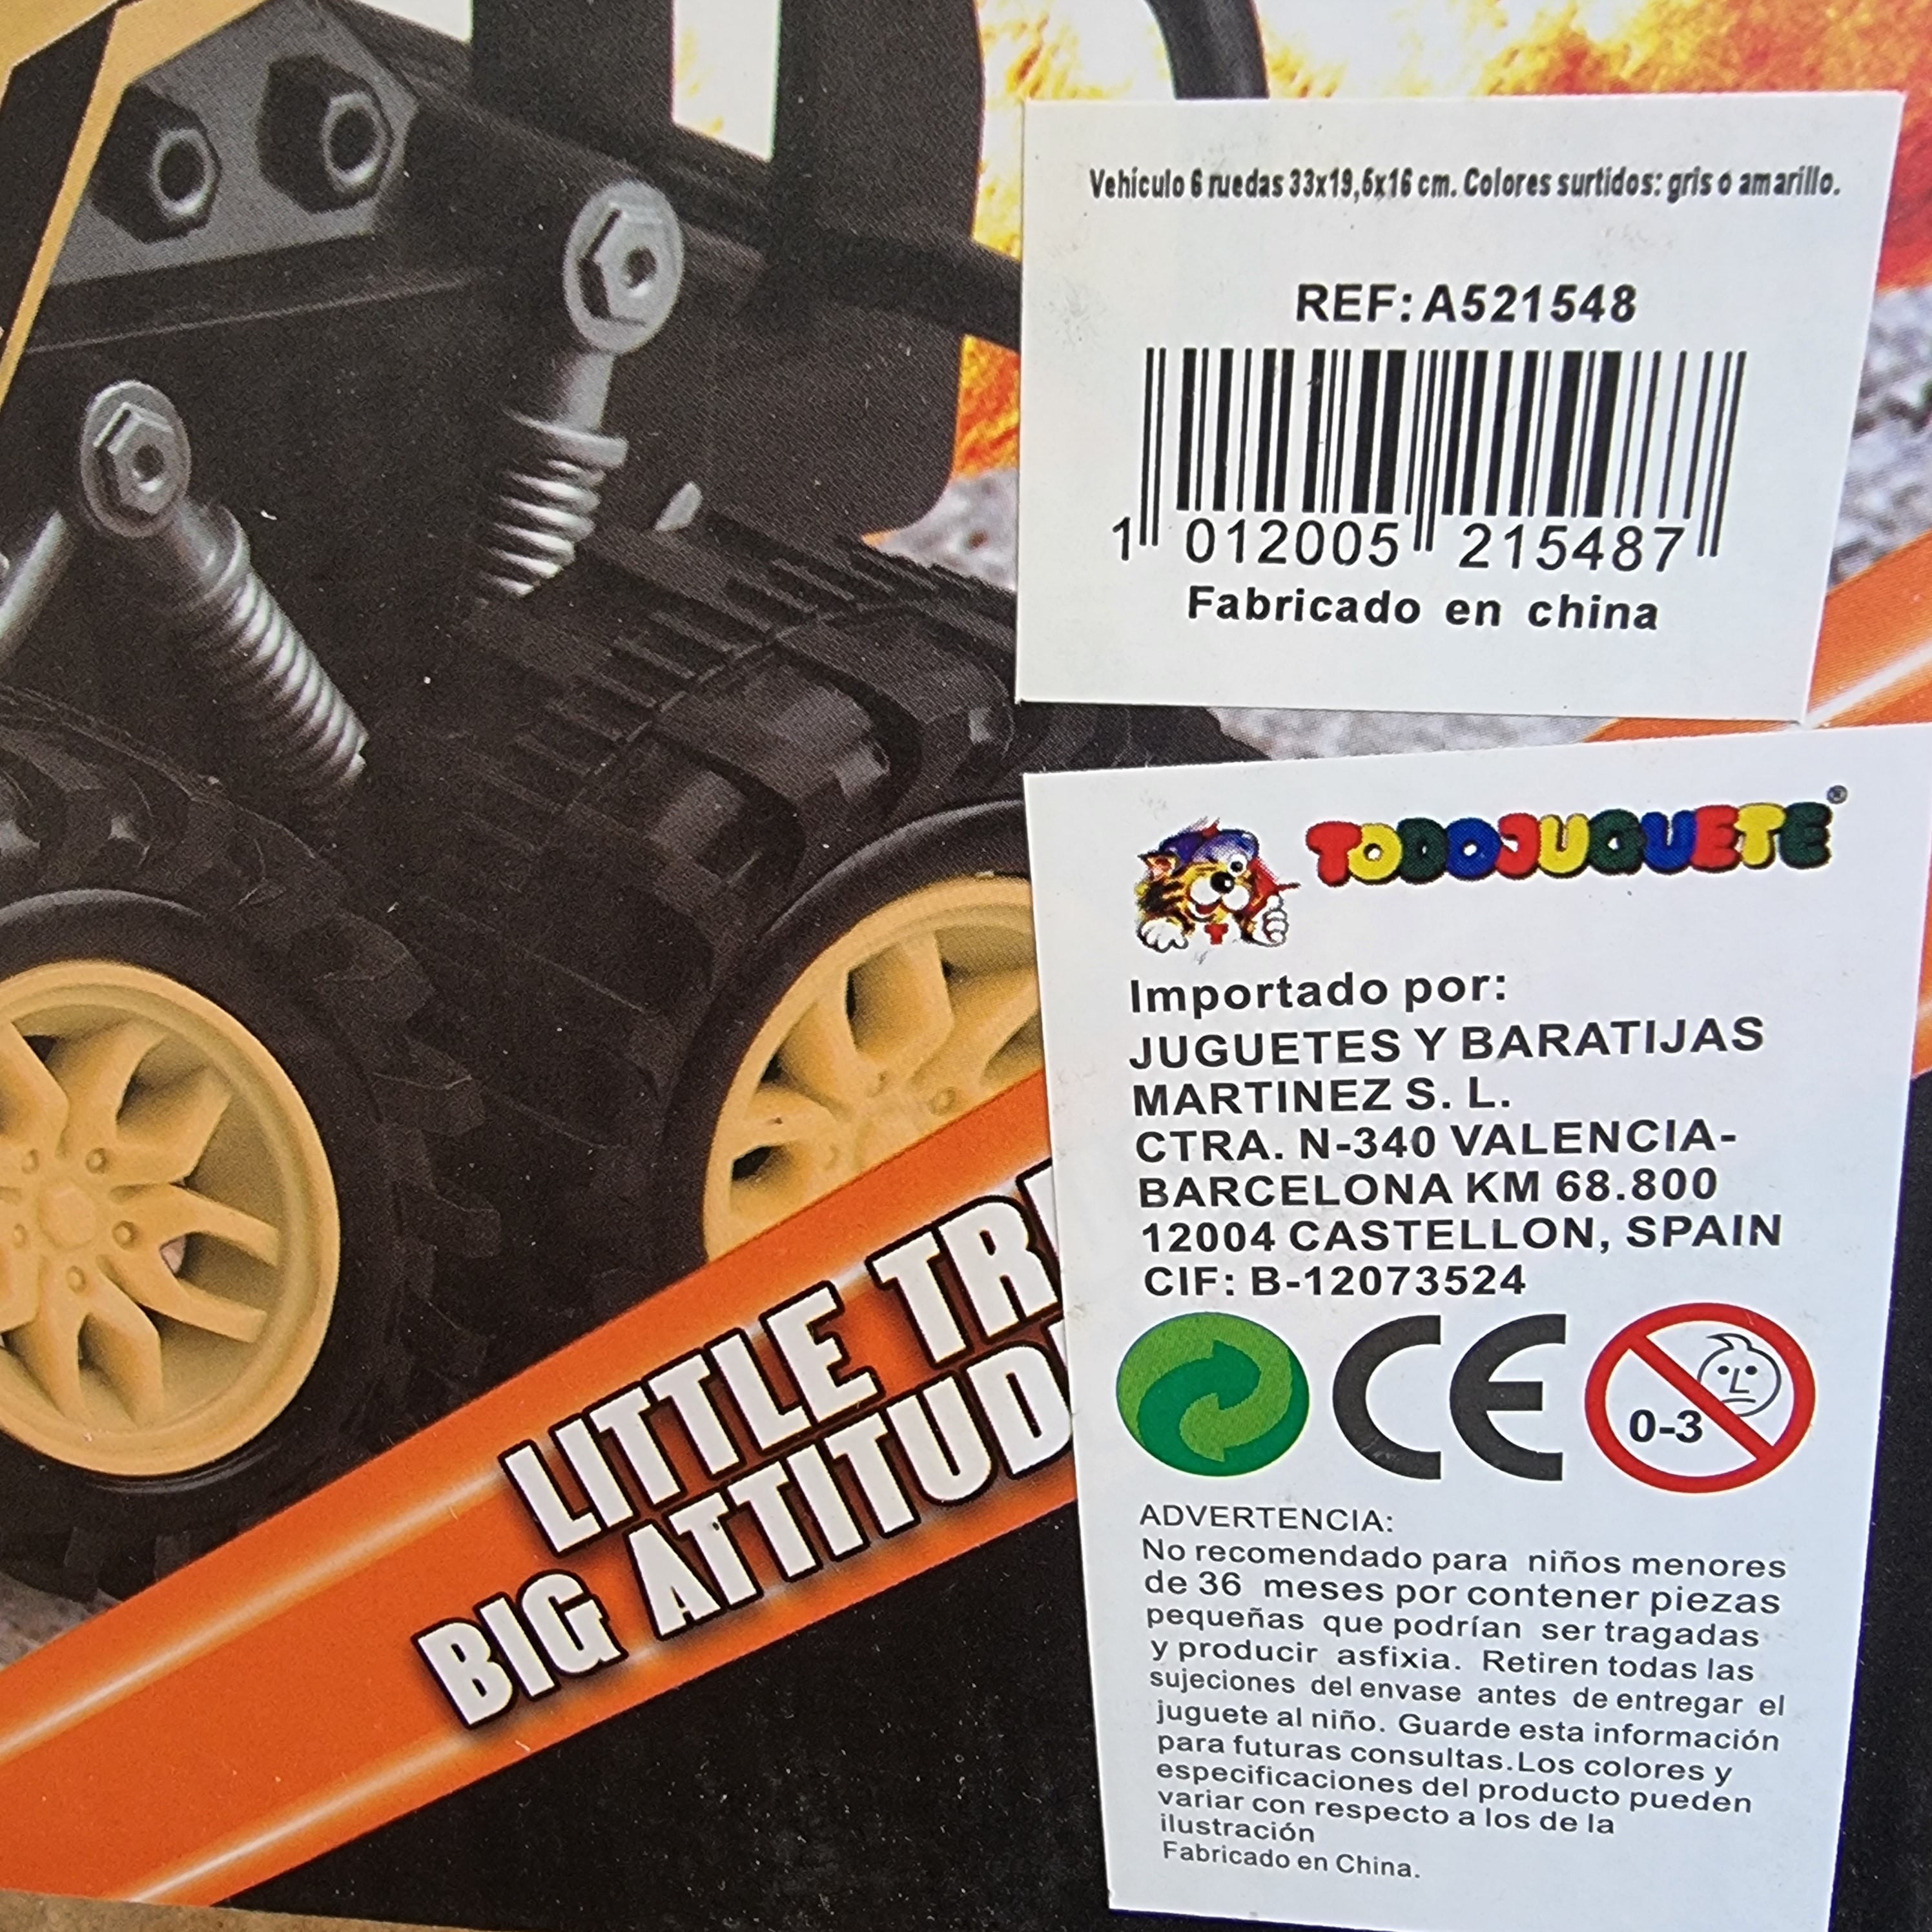 Vehículo 6 ruedas 33x19,6x16 cm. Colores surtidos: gris o amarillo.
REF: A521548
1 012005 215487
Fabricado en china
TODOJUGUETE®
Importado por:
JUGUETES Y BARATIJAS
MARTINEZ S. L.
CTRA. N-340 VALENCIA-
BARCELONA KM 68.800
12004 CASTELLON, SPAIN
CIF: B-12073524
CE
0-3
ADVERTENCIA:
No recomendado para niños menores
de 36 meses por contener piezas
pequeñas que podrían ser tragadas
y producir asfixia. Retiren todas las
sujeciones del envase antes de entregar el
juguete al niño. Guarde esta información
para futuras consultas.Los colores y
especificaciones del producto pueden
variar con respecto a los de la
ilustración
Fabricado en China.
LITTLE
BIG